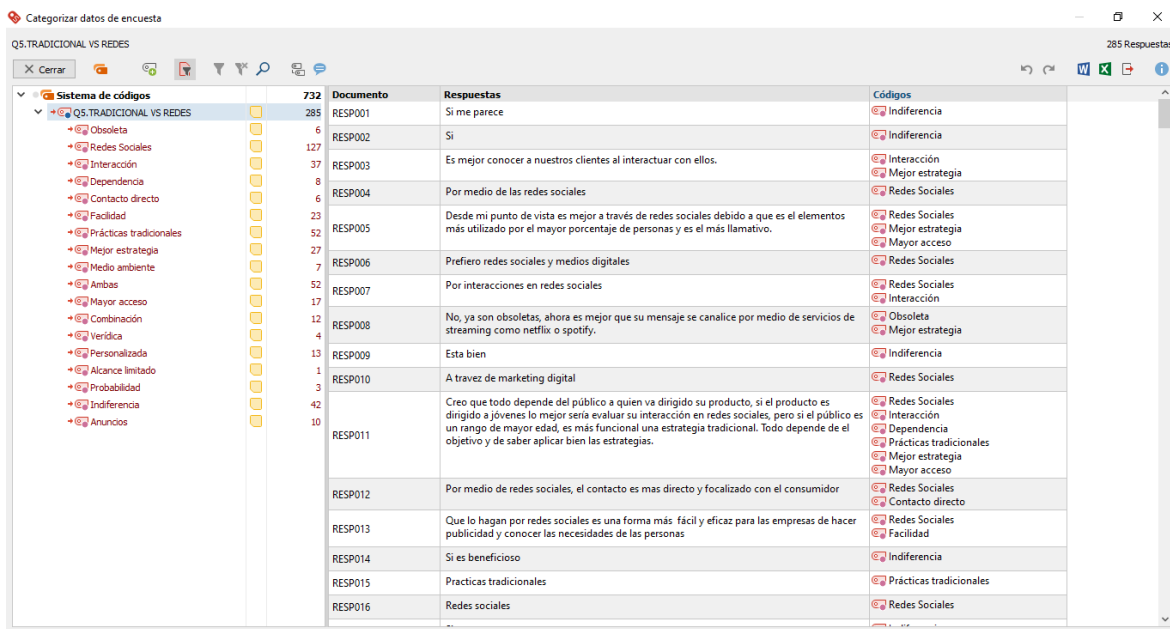 Categorizar datos de encuesta
Q5.TRADICIONAL VS REDES
285 Respuestas
Cerrar
Sistema de códigos 732
Q5.TRADICIONAL VS REDES 285
Obsoleta 6
Redes Sociales 127
Interacción 37
Dependencia 8
Contacto directo 6
Facilidad 23
Prácticas tradicionales 52
Mejor estrategia 27
Medio ambiente 7
Ambas 52
Mayor acceso 17
Combinación 12
Verídica 4
Personalizada 13
Alcance limitado 1
Probabilidad 3
Indiferencia 42
Anuncios 10
Documento Respuestas Códigos
RESP001 Si me parece Indiferencia
RESP002 Si Indiferencia
RESP003 Es mejor conocer a nuestros clientes al interactuar con ellos. Interacción
Mejor estrategia
RESP004 Por medio de las redes sociales Redes Sociales
RESP005 Desde mi punto de vista es mejor a través de redes sociales debido a que es el elementos Redes Sociales
más utilizado por el mayor porcentaje de personas y es el más llamativo. Mejor estrategia
Mayor acceso
RESP006 Prefiero redes sociales y medios digitales Redes Sociales
RESP007 Por interacciones en redes sociales Redes Sociales
Interacción
RESP008 No, ya son obsoletas, ahora es mejor que su mensaje se canalice por medio de servicios de Obsoleta
streaming como netflix o spotify. Mejor estrategia
RESP009 Esta bien Indiferencia
RESP010 A travez de marketing digital Redes Sociales
RESP011 Creo que todo depende del público a quien va dirigido su producto, si el producto es Redes Sociales
dirigido a jóvenes lo mejor sería evaluar su interacción en redes sociales, pero si el público es Interacción
un rango de mayor edad, es más funcional una estrategia tradicional. Todo depende de el Dependencia
objetivo y de saber aplicar bien las estrategias. Prácticas tradicionales
Mejor estrategia
Mayor acceso
RESP012 Por medio de redes sociales, el contacto es mas directo y focalizado con el consumidor Redes Sociales
Contacto directo
RESP013 Que lo hagan por redes sociales es una forma más fácil y eficaz para las empresas de hacer Redes Sociales
publicidad y conocer las necesidades de las personas Facilidad
RESP014 Si es beneficioso Indiferencia
RESP015 Practicas tradicionales Prácticas tradicionales
RESP016 Redes sociales Redes Sociales